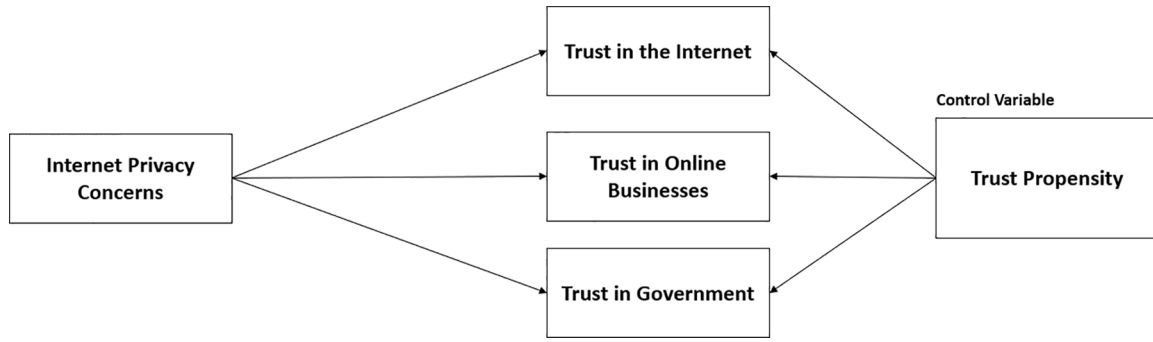 Trust in the Internet
Control Variable
Internet Privacy
Concerns
Trust in Online
Businesses
Trust Propensity
Trust in Government